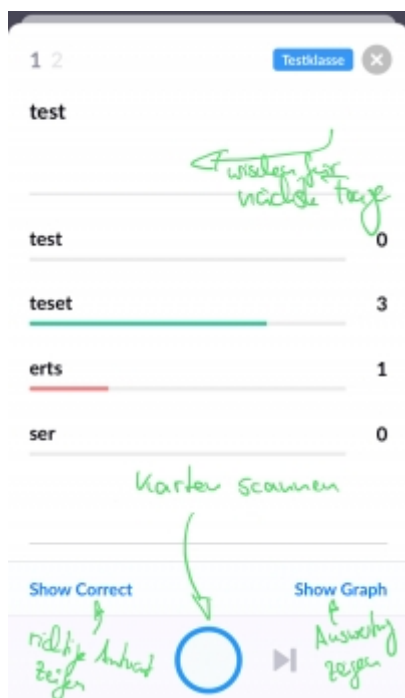 1 2 Testklasse
test
wischen für
nächste Frage
test 0
teset 3
erts 1
ser 0
Karten scannen
Show Correct Show Graph
richtige Antwort
zeigen
Auswertung
zeigen